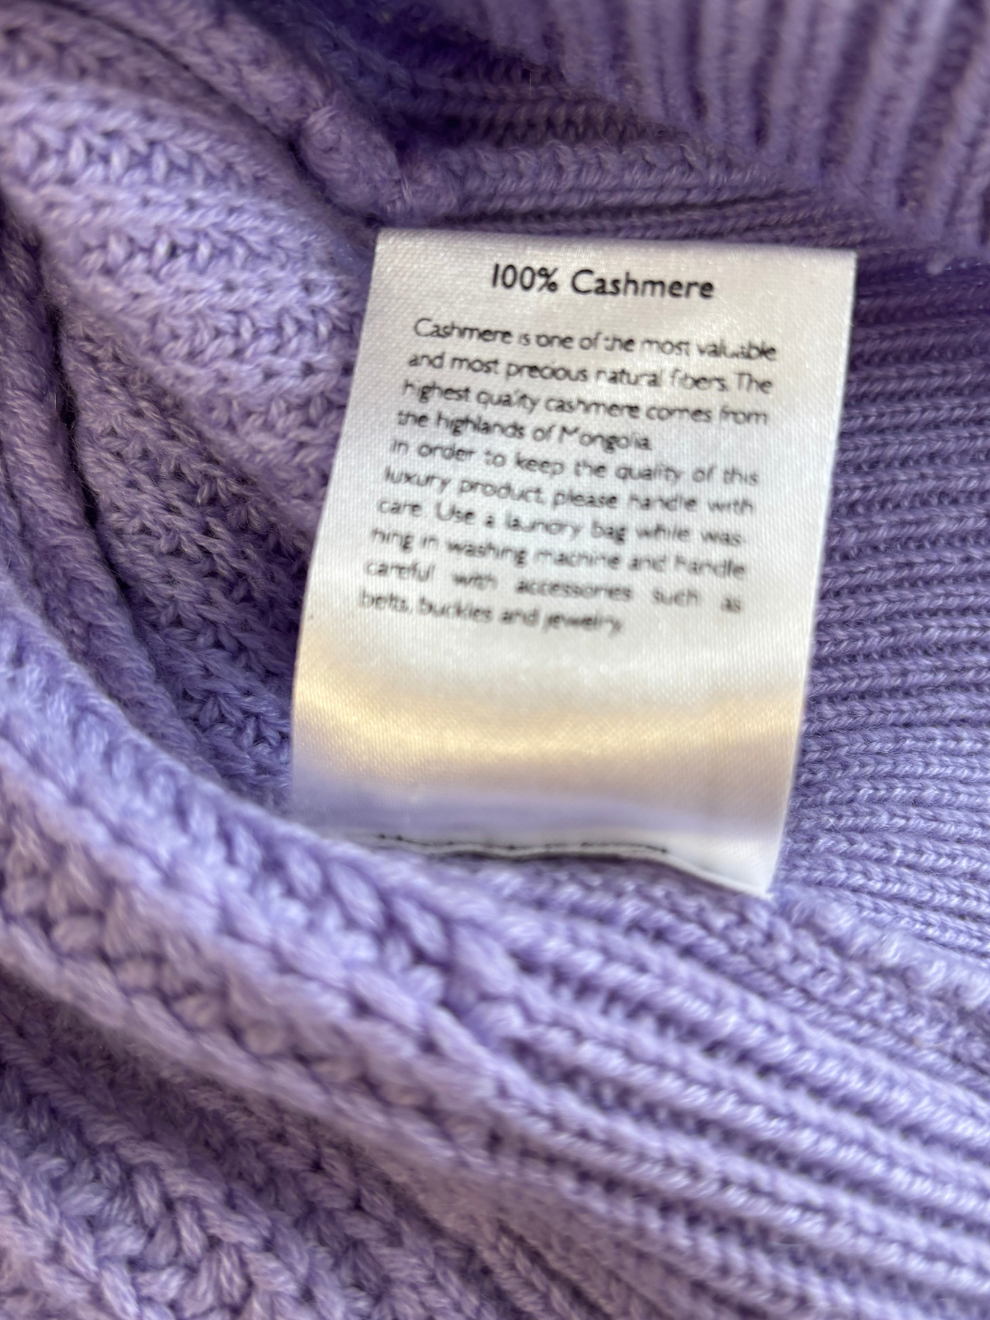 100% Cashmere
Cashmere is one of the most valuable
and most precious natural fibers. The
highest quality cashmere comes from
the highlands of Mongolia.
In order to keep the quality of this
luxury product, please handle with
care. Use a laundry bag while was-
hing in washing machine and handle
careful with accessories such as
belts, buckles and jewelry.